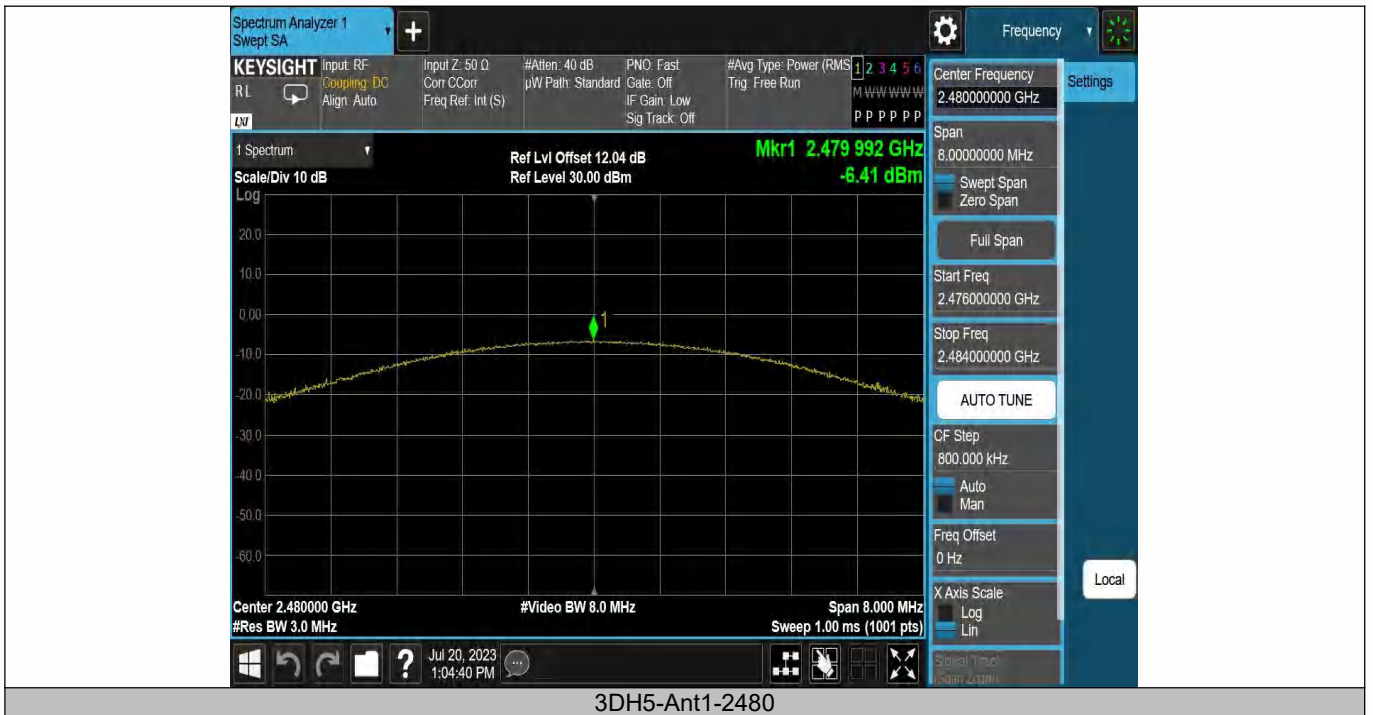 Spectrum Analyzer 1
Swept SA
+
Frequency
KEYSIGHT
RL
LXI
Input: RF
Coupling: DC
Align: Auto
Input Z: 50 Ω
Corr CCorr
Freq Ref: Int (S)
#Atten: 40 dB
µW Path: Standard
PNO: Fast
Gate: Off
IF Gain: Low
Sig Track: Off
#Avg Type: Power (RMS
Trig: Free Run
1 2 3 4 5 6
M W W W W W
P P P P P P
1 Spectrum
Scale/Div 10 dB
Log
Ref Lvl Offset 12.04 dB
Ref Level 30.00 dBm
Mkr1 2.479 992 GHz
-6.41 dBm
20.0
10.0
0.00
-10.0
-20.0
-30.0
-40.0
-50.0
-60.0
1
Center 2.480000 GHz
#Res BW 3.0 MHz
#Video BW 8.0 MHz
Span 8.000 MHz
Sweep 1.00 ms (1001 pts)
Center Frequency
2.480000000 GHz
Settings
Span
8.00000000 MHz
Swept Span
Zero Span
Full Span
Start Freq
2.476000000 GHz
Stop Freq
2.484000000 GHz
AUTO TUNE
CF Step
800.000 kHz
Auto
Man
Freq Offset
0 Hz
X Axis Scale
Log
Lin
Signal Track
(Span Zoom)
Local
?
Jul 20, 2023
1:04:40 PM
3DH5-Ant1-2480